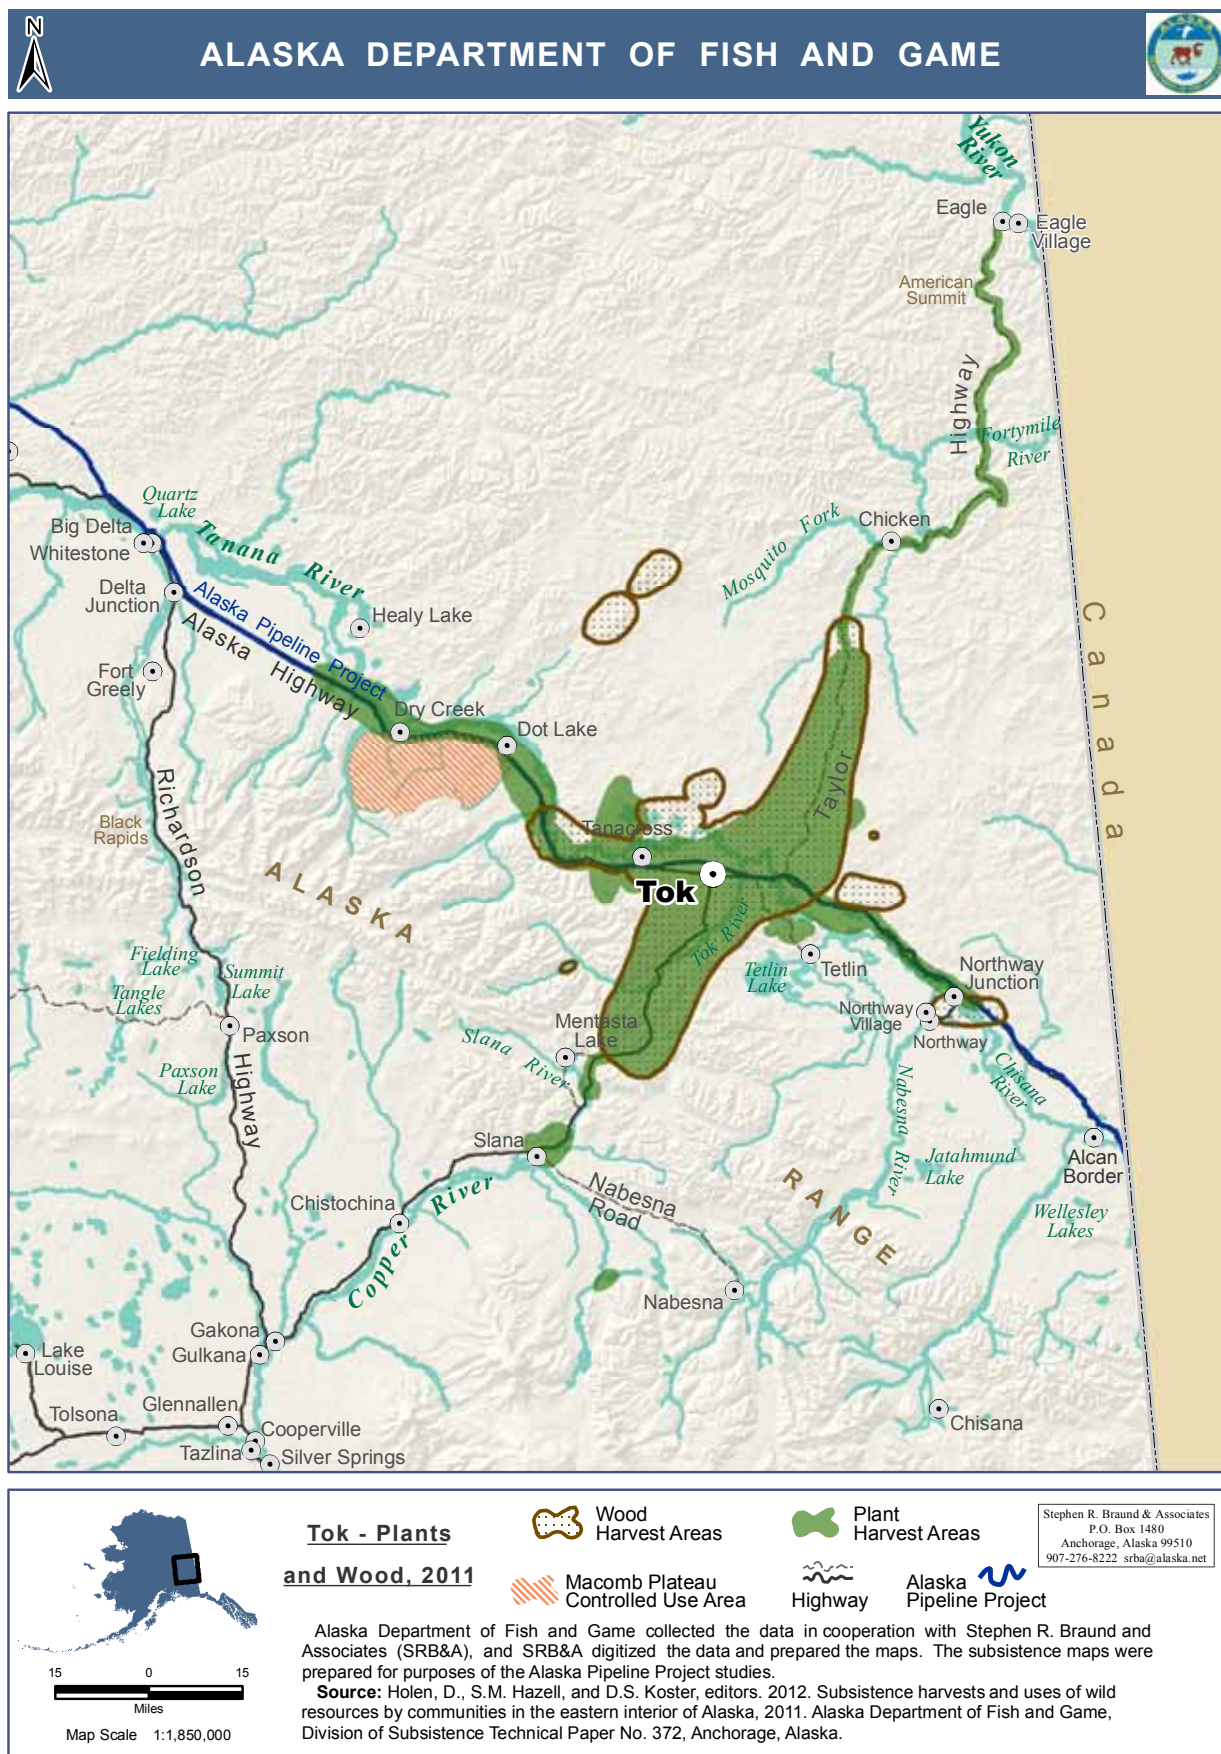 N
ALASKA DEPARTMENT OF FISH AND GAME
ALASKA
Yukon
River
Eagle
Eagle
Village
American
Summit
Highway
Fortymile
River
Quartz
Lake
Big Delta
Whitestone
Tanana River
Mosquito Fork
Chicken
Delta
Junction
Alaska Pipeline Project
Alaska Highway
Healy Lake
Canada
Fort
Greely
Dry Creek
Dot Lake
Richardson
Taylor
Black
Rapids
Tanacross
ALASKA
Tok
Tok River
Fielding
Lake
Summit
Lake
Tangle
Lakes
Tetlin
Lake
Tetlin
Northway
Junction
Northway
Village
Northway
Paxson
Mentasta
Lake
Slana River
Chisana
River
Paxson
Lake
Highway
Nabesna River
Slana
Alcan
Border
Jatahmund
Lake
Nabesna
Road
RANGE
Chistochina
Copper River
Wellesley
Lakes
Nabesna
Gakona
Gulkana
Lake
Louise
Glennallen
Tolsona
Cooperville
Tazlina
Silver Springs
Chisana
Tok - Plants
and Wood, 2011
Wood
Harvest Areas
Plant
Harvest Areas
Stephen R. Braund & Associates
P.O. Box 1480
Anchorage, Alaska 99510
907-276-8222 srba@alaska.net
Macomb Plateau
Controlled Use Area
Highway
Alaska
Pipeline Project
15 0 15
Miles
Map Scale 1:1,850,000
Alaska Department of Fish and Game collected the data in cooperation with Stephen R. Braund and
Associates (SRB&A), and SRB&A digitized the data and prepared the maps. The subsistence maps were
prepared for purposes of the Alaska Pipeline Project studies.
Source: Holen, D., S.M. Hazell, and D.S. Koster, editors. 2012. Subsistence harvests and uses of wild
resources by communities in the eastern interior of Alaska, 2011. Alaska Department of Fish and Game,
Division of Subsistence Technical Paper No. 372, Anchorage, Alaska.